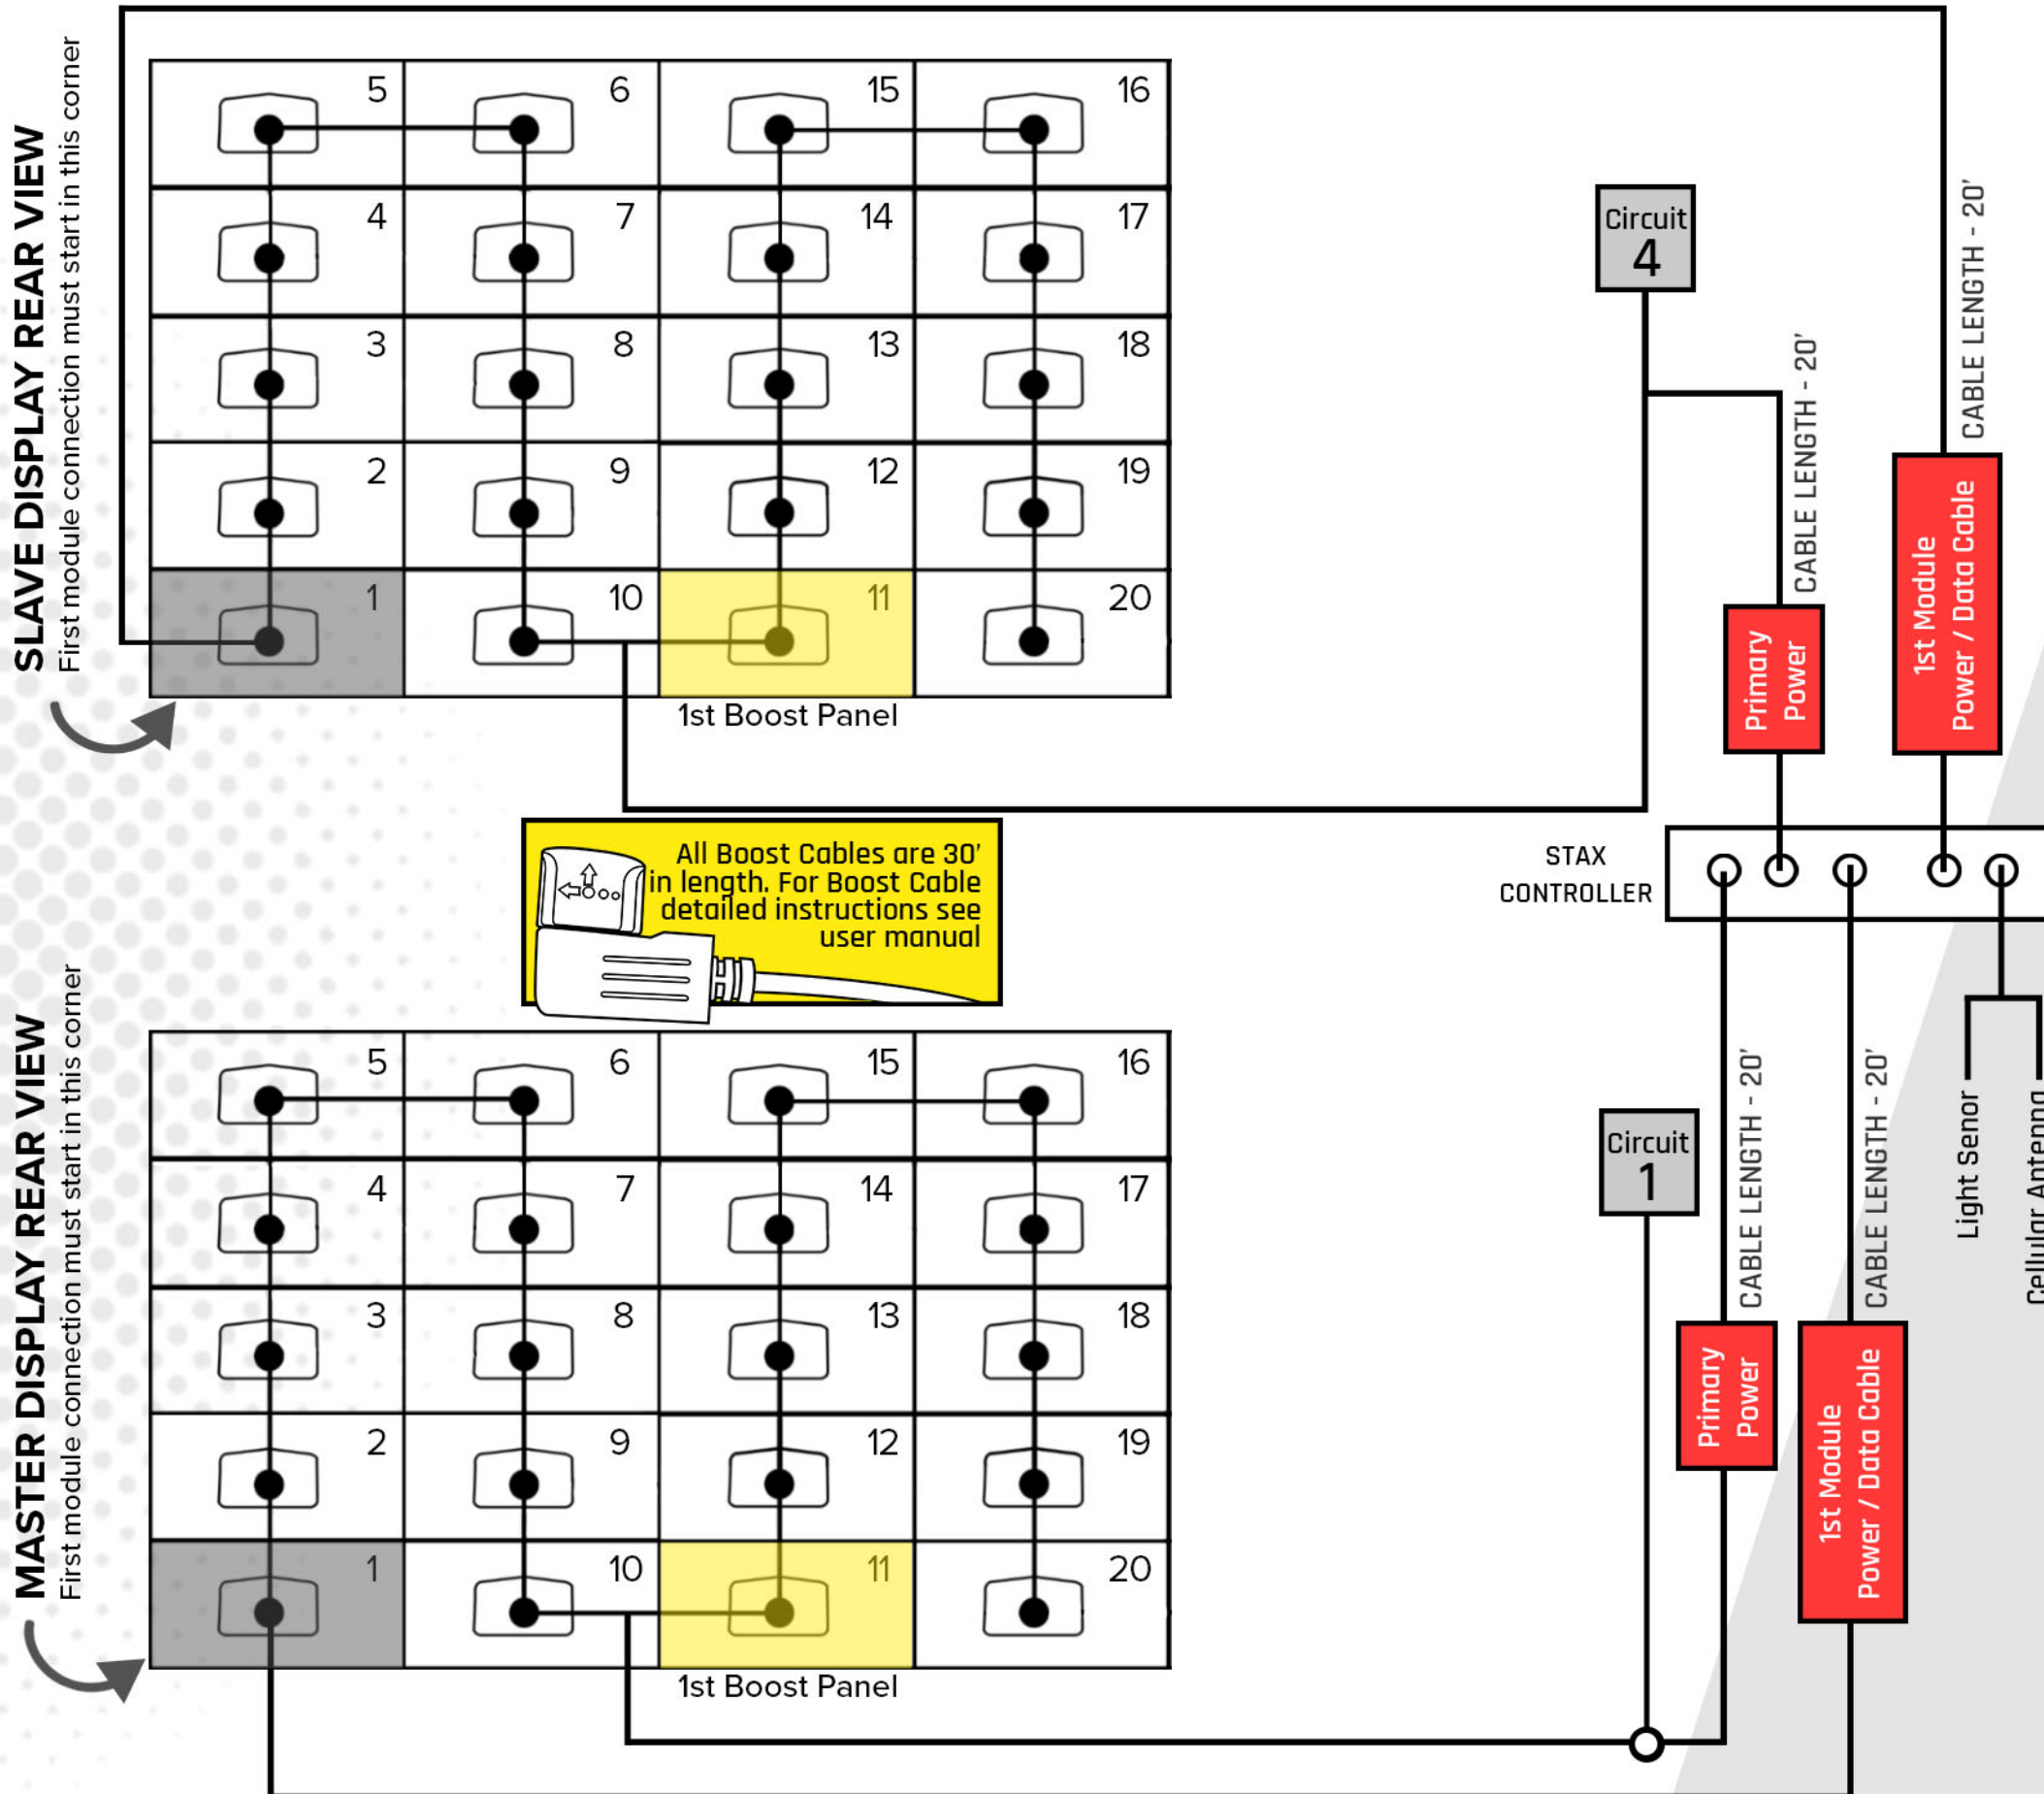 SLAVE DISPLAY REAR VIEW
First module connection must start in this corner
5
6
15
16
4
7
14
17
3
8
13
18
2
9
12
19
1
10
11
20
1st Boost Panel
Circuit
4
CABLE LENGTH - 20'
Primary
Power
CABLE LENGTH - 20'
1st Module
Power / Data Cable
All Boost Cables are 30'
in length. For Boost Cable
detailed instructions see
user manual
STAX
CONTROLLER
MASTER DISPLAY REAR VIEW
First module connection must start in this corner
5
6
15
16
4
7
14
17
3
8
13
18
2
9
12
19
1
10
11
20
1st Boost Panel
Circuit
1
CABLE LENGTH - 20'
Primary
Power
CABLE LENGTH - 20'
1st Module
Power / Data Cable
Light Senor
Cellular Antenna